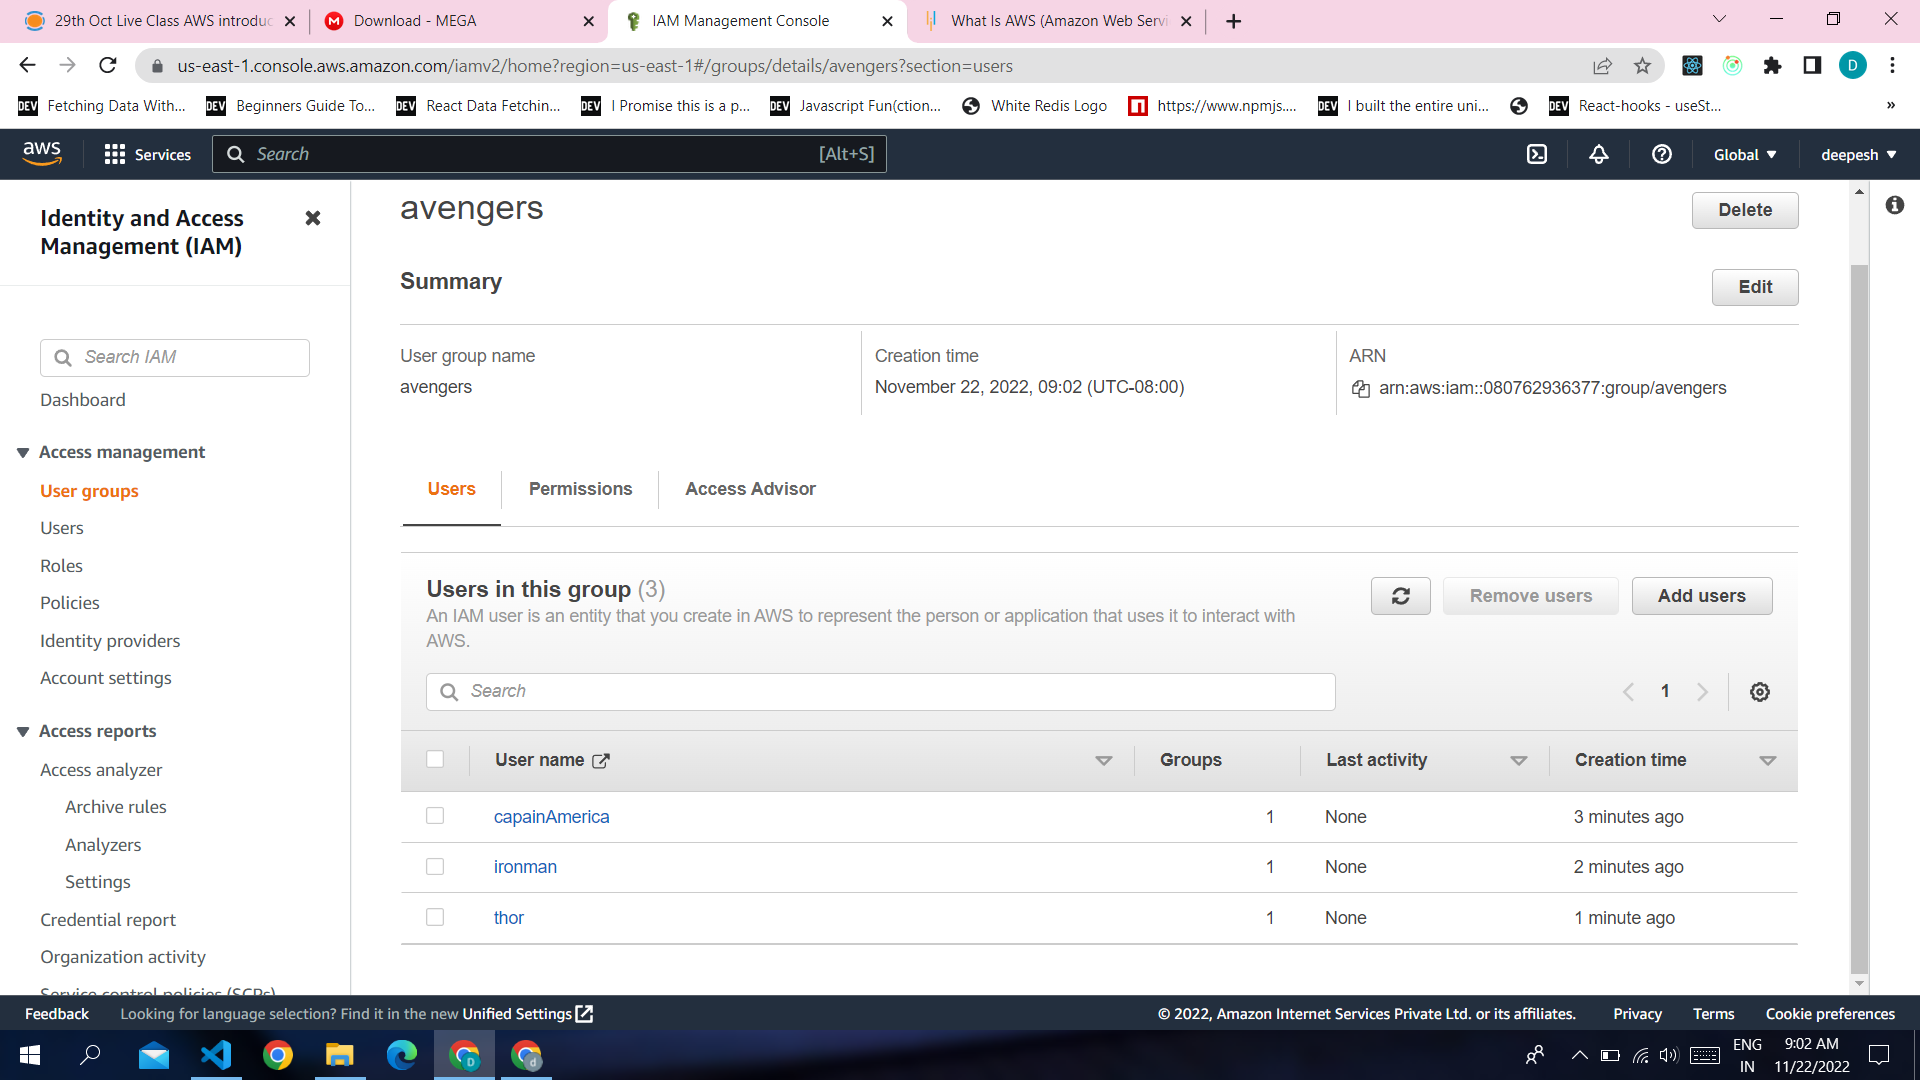 29th Oct Live Class AWS introduc
Download - MEGA
IAM Management Console
What Is AWS (Amazon Web Servi
us-east-1.console.aws.amazon.com/iamv2/home?region=us-east-1#/groups/details/avengers?section=users
D
DEV Fetching Data With...
DEV Beginners Guide To...
DEV React Data Fetchin...
DEV I Promise this is a p...
DEV Javascript Fun(ction...
White Redis Logo
https://www.npmjs....
DEV I built the entire uni...
DEV React-hooks - useSt...
»
aws
Services
Search
[Alt+S]
Global
deepesh
Identity and Access
Management (IAM)
Search IAM
Dashboard
Access management
User groups
Users
Roles
Policies
Identity providers
Account settings
Access reports
Access analyzer
Archive rules
Analyzers
Settings
Credential report
Organization activity
Service control policies (SCPs)
avengers
Delete
Summary
Edit
User group name
avengers
Creation time
November 22, 2022, 09:02 (UTC-08:00)
ARN
arn:aws:iam::080762936377:group/avengers
Users
Permissions
Access Advisor
Users in this group (3)
An IAM user is an entity that you create in AWS to represent the person or application that uses it to interact with
AWS.
Remove users
Add users
Search
1
User name
Groups
Last activity
Creation time
capainAmerica 1 None 3 minutes ago
ironman 1 None 2 minutes ago
thor 1 None 1 minute ago
Feedback
Looking for language selection? Find it in the new Unified Settings
© 2022, Amazon Internet Services Private Ltd. or its affiliates.
Privacy
Terms
Cookie preferences
ENG
IN
9:02 AM
11/22/2022